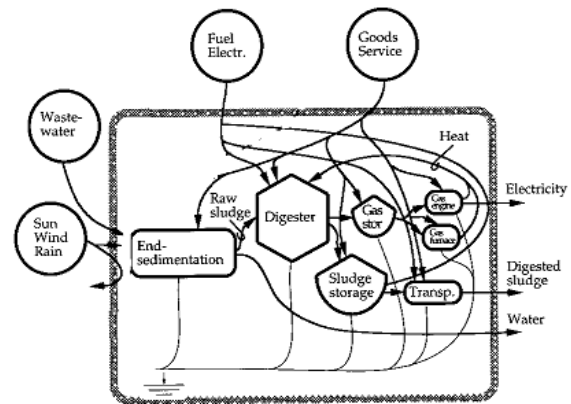 Fuel
Electr.
Goods
Service
Waste-
water
Heat
Electricity
Raw
sludge
Digester
Gas
stor
Gas
engine
Gas
furnace
Sun
Wind
Rain
End-
sedimentation
Sludge
storage
Transp.
Digested
sludge
Water